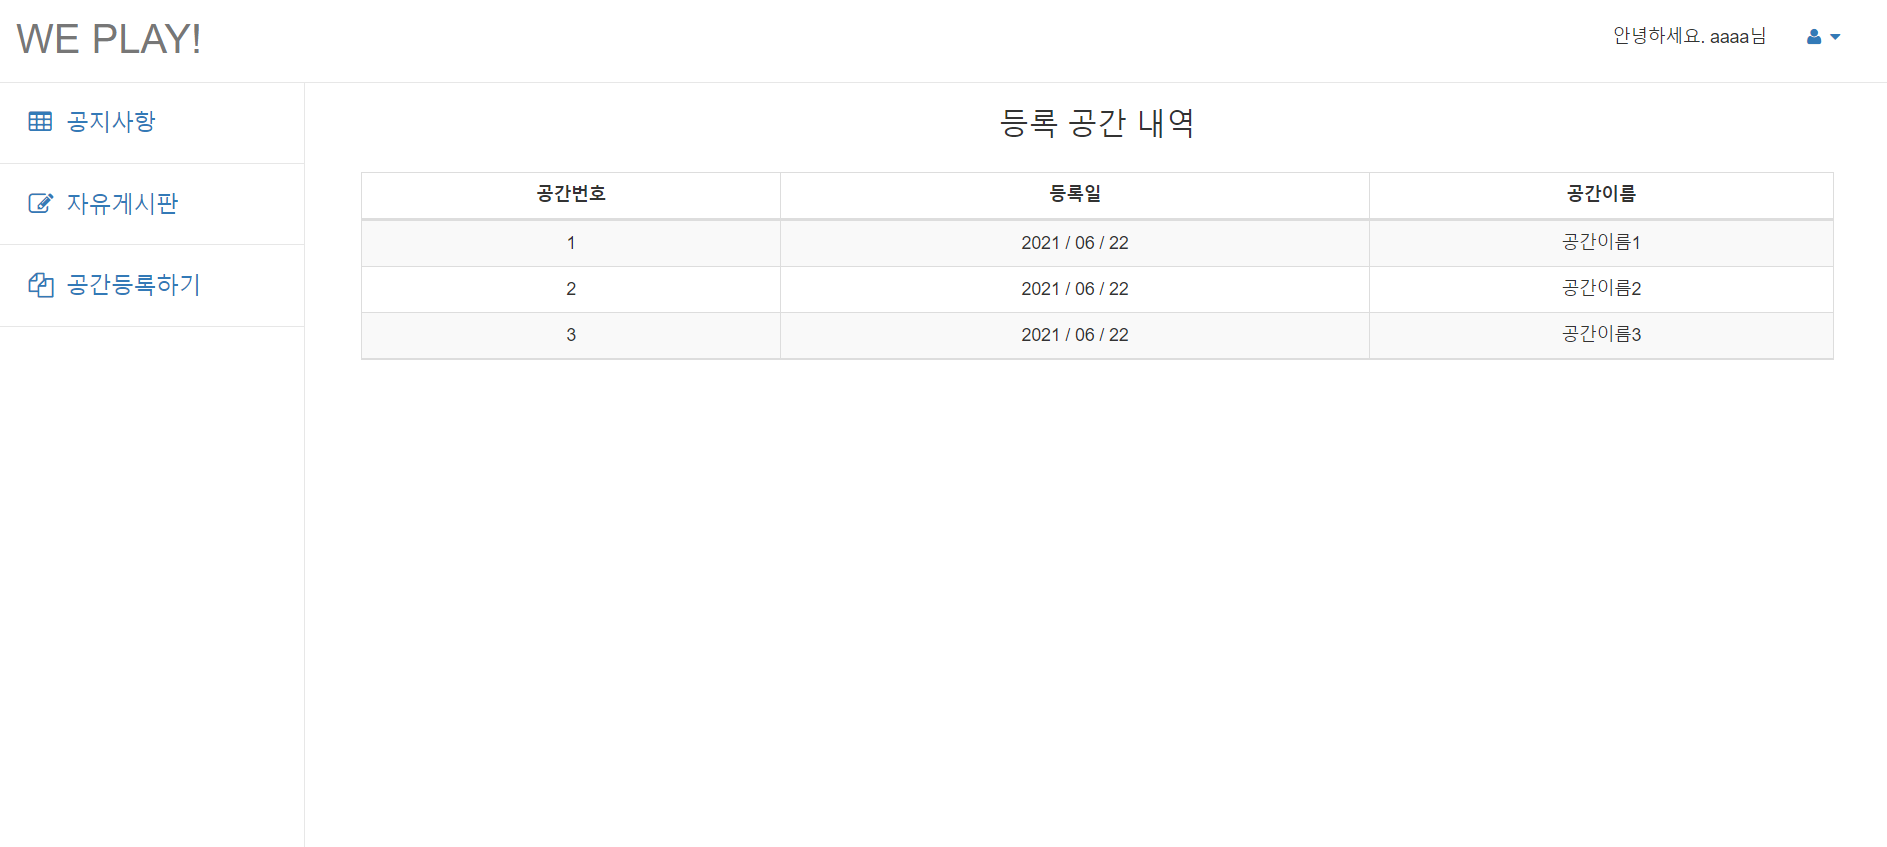 WE PLAY!
안녕하세요. aaaa님
공지사항
자유게시판
공간등록하기
등록 공간 내역
공간번호 등록일 공간이름
1 2021 / 06 / 22 공간이름1
2 2021 / 06 / 22 공간이름2
3 2021 / 06 / 22 공간이름3